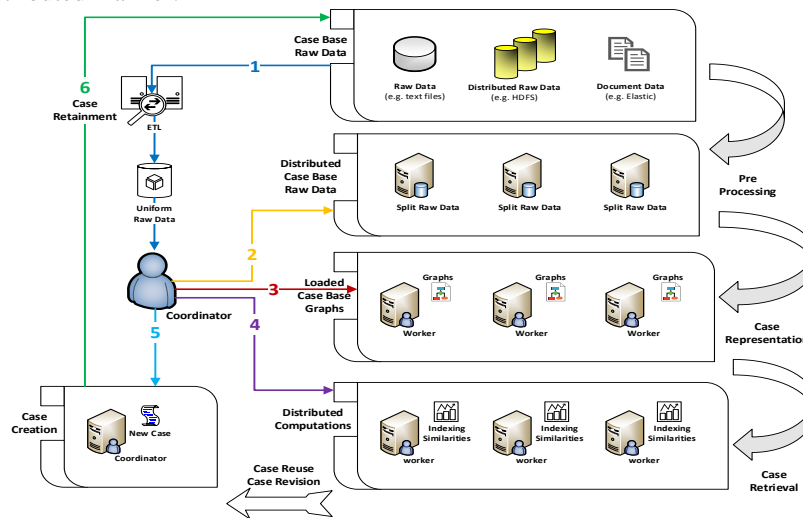 Case Base
Raw Data
Raw Data
(e.g. text files)
Distributed Raw Data
(e.g. HDFS)
Document Data
(e.g. Elastic)
1
6
Case
Retainment
ETL
Uniform
Raw Data
Distributed
Case Base
Raw Data
Split Raw Data
Split Raw Data
Split Raw Data
Pre
Processing
2
3
4
5
Coordinator
Loaded
Case Base
Graphs
Graphs
Worker
Graphs
Worker
Graphs
Worker
Case
Representation
Case
Creation
New Case
Coordinator
Distributed
Computations
Indexing
Similarities
worker
Indexing
Similarities
worker
Indexing
Similarities
worker
Case
Retrieval
Case Reuse
Case Revision